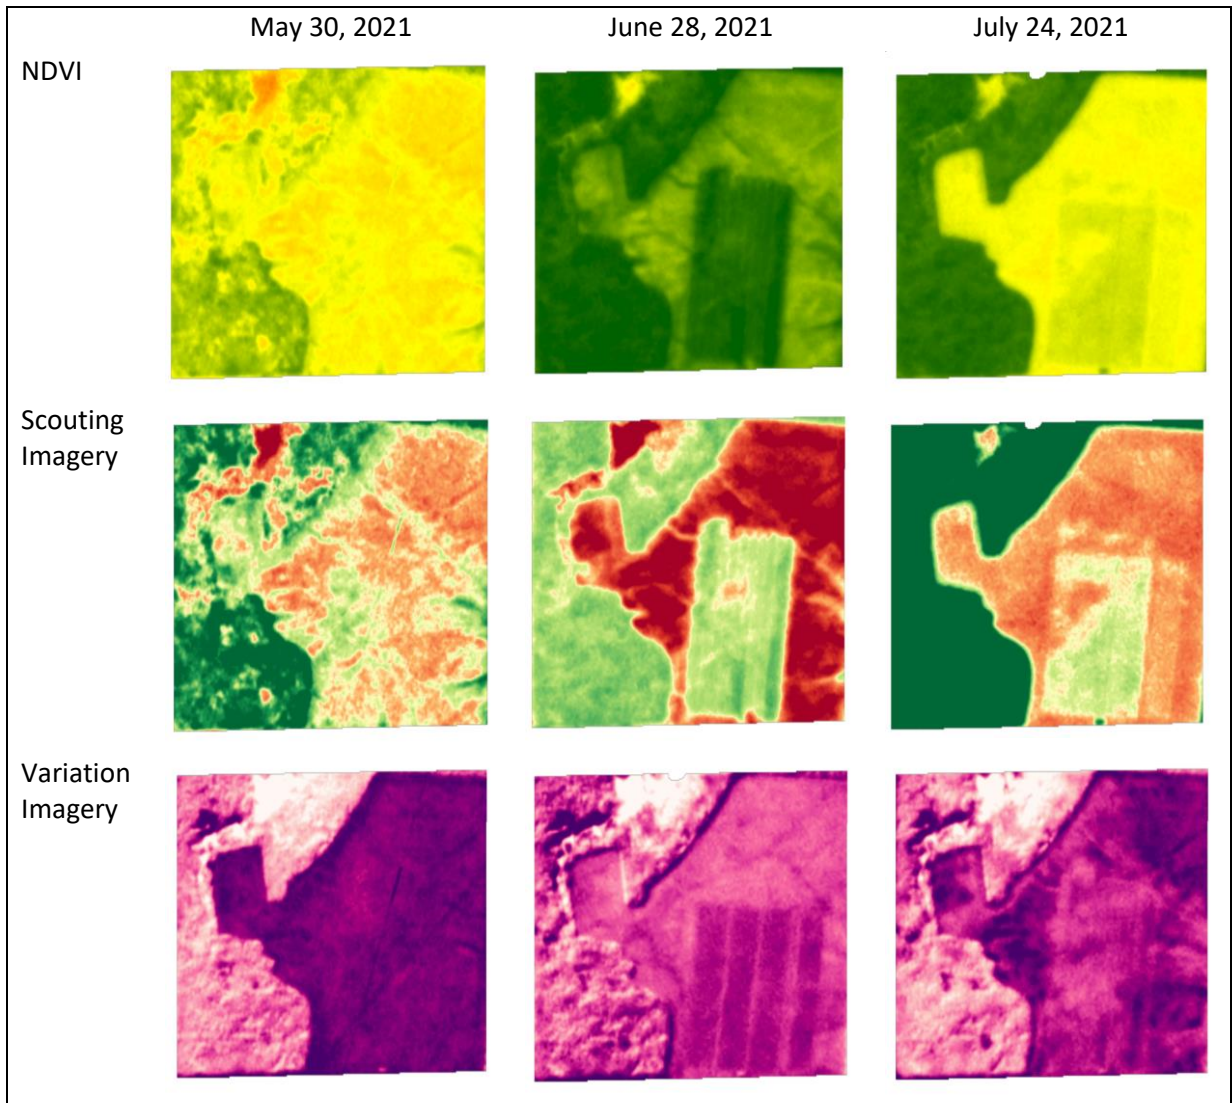 May 30, 2021 June 28, 2021 July 24, 2021
NDVI
Scouting
Imagery
Variation
Imagery